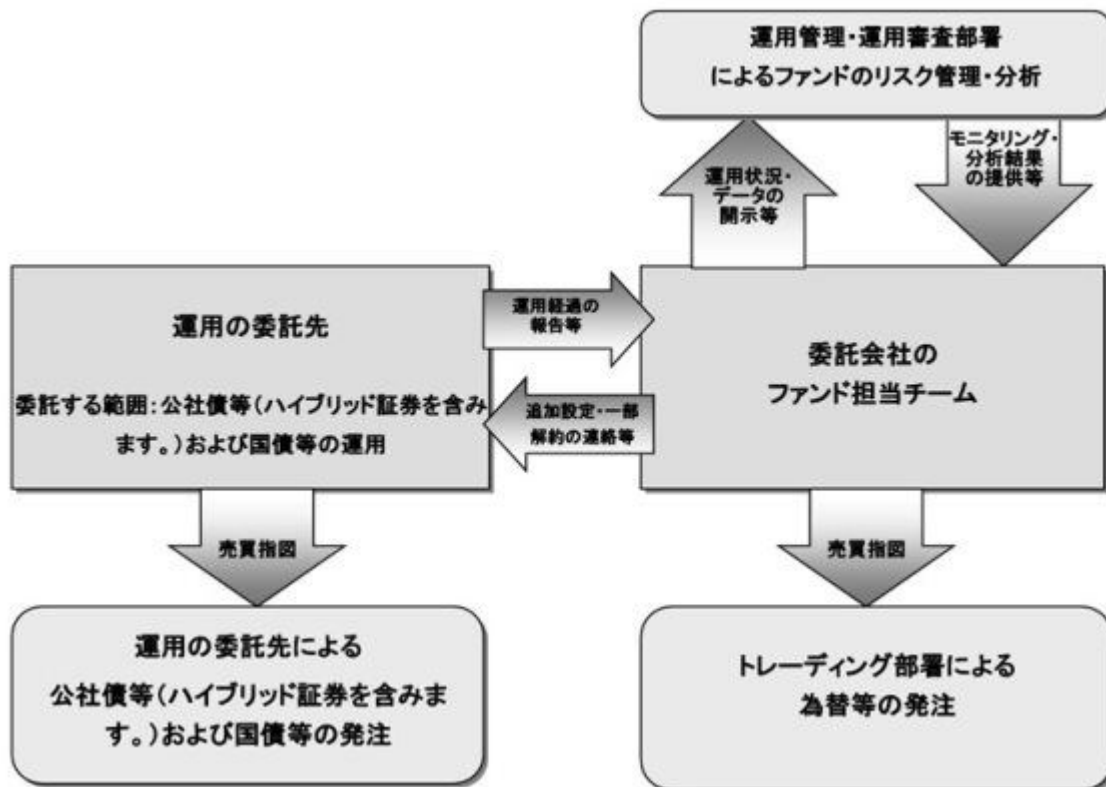 運用管理・運用審査部署
によるファンドのリスク管理・分析
運用状況・
データの
開示等
モニタリング・
分析結果
の提供等
運用の委託先
委託する範囲:公社債等(ハイブリッド証券を含み
ます。)および国債等の運用
運用経過の
報告等
追加設定・一部
解約の連絡等
委託会社の
ファンド担当チーム
売買指図
売買指図
運用の委託先による
公社債等(ハイブリッド証券を含みま
す。)および国債等の発注
トレーディング部署による
為替等の発注